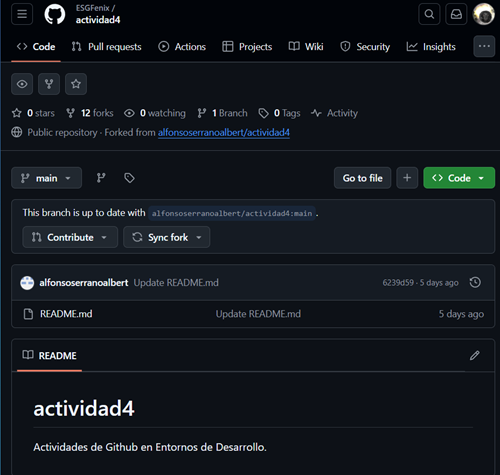 ESGFenix /
actividad4
Code Pull requests Actions Projects Wiki Security Insights
0 stars 12 forks 0 watching 1 Branch 0 Tags Activity
Public repository · Forked from alfonsoserranoalbert/actividad4
main Go to file Code
This branch is up to date with alfonsoserranoalbert/actividad4:main .
Contribute Sync fork
alfonsoserranoalbert Update README.md 6239d59 · 5 days ago
README.md Update README.md 5 days ago
README
actividad4
Actividades de Github en Entornos de Desarrollo.